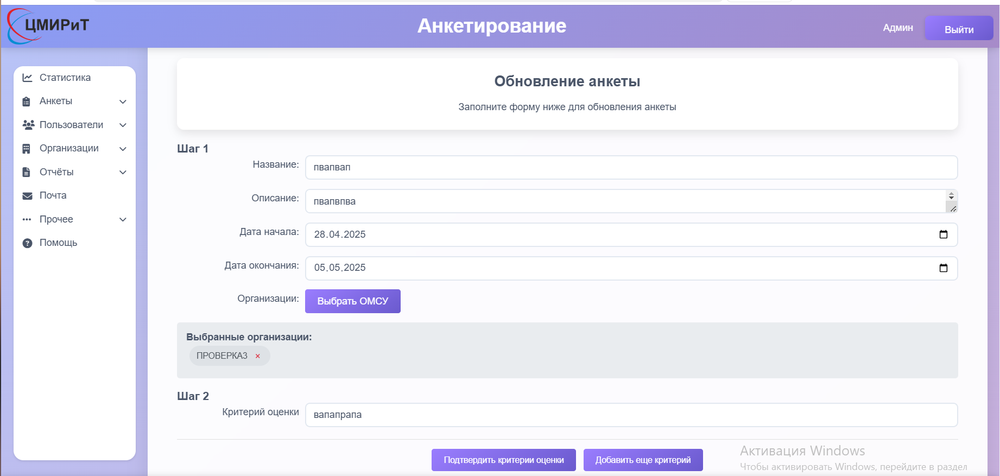 ЦМИРиТ
Анкетирование
Админ
Выйти
Статистика
Анкеты
Пользователи
Организации
Отчёты
Почта
Прочее
Помощь
Обновление анкеты
Заполните форму ниже для обновления анкеты
Шаг 1
Название: пвапвап
Описание: пвапвпва
Дата начала: 28.04.2025
Дата окончания: 05.05.2025
Организации: Выбрать ОМСУ
Выбранные организации:
ПРОВЕРКА3 ×
Шаг 2
Критерий оценки вапапрапа
Подтвердить критерии оценки
Добавить еще критерий
Активация Windows
Чтобы активировать Windows, перейдите в раздел